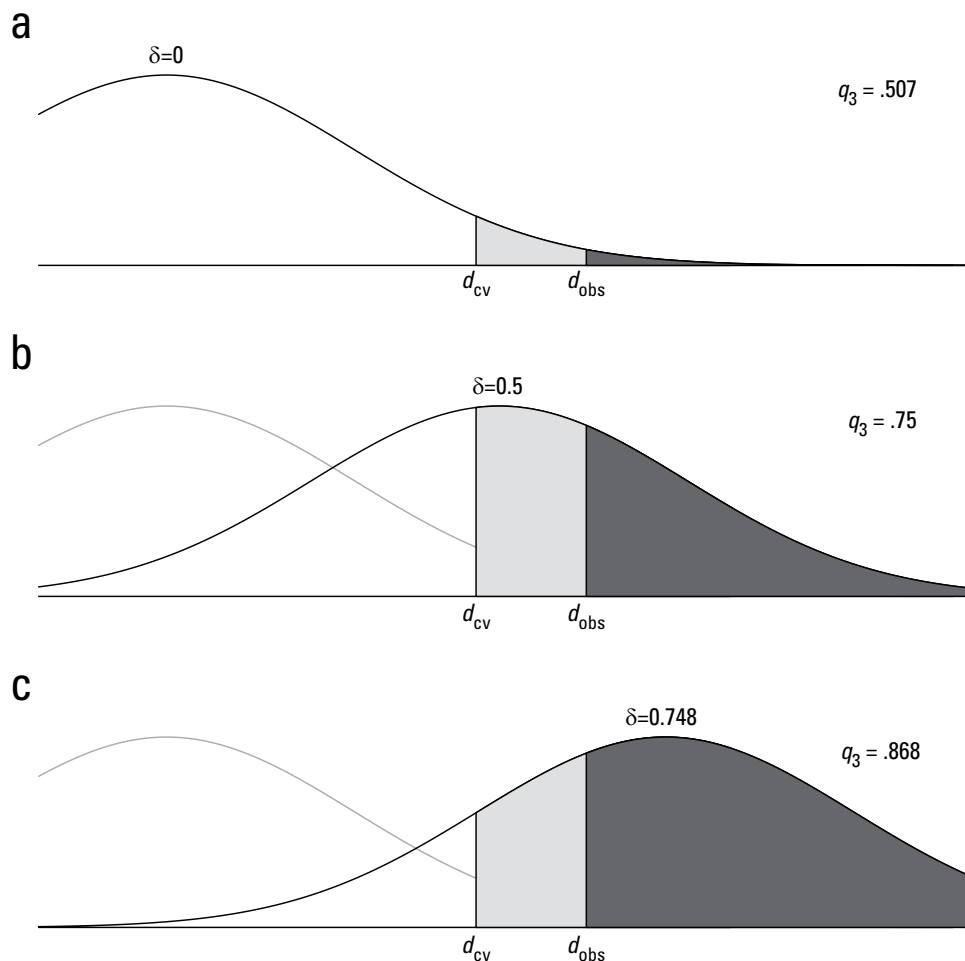 a
δ=0
q3 = .507
dcv dobs
b
δ=0.5
q3 = .75
dcv dobs
c
δ=0.748
q3 = .868
dcv dobs